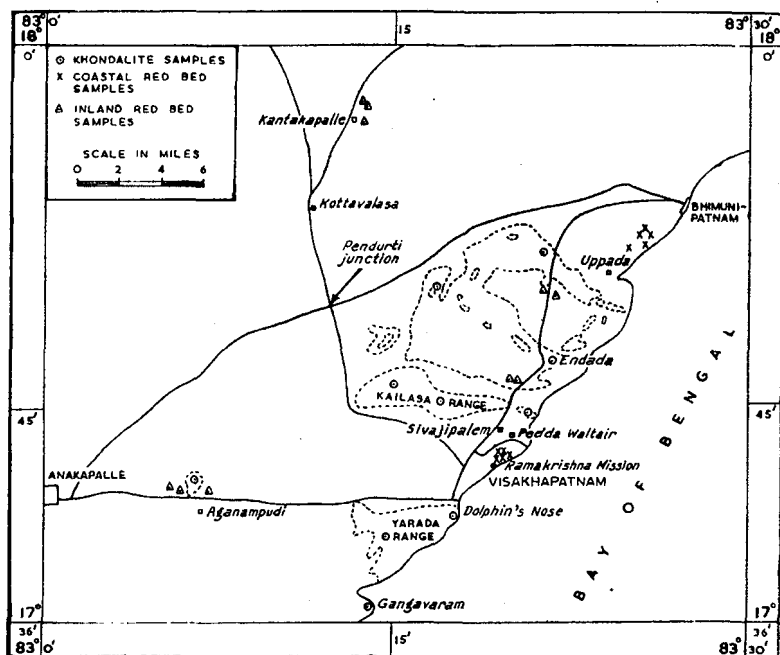 83° 0'
15
83° 30'
18°
0'
18°
0'
⊙ KHONDALITE SAMPLES
x COASTAL RED BED
SAMPLES
△ INLAND RED BED
SAMPLES
SCALE IN MILES
0 2 4 6
Kantakapalle
Kottavalasa
Pendurti
junction
BHIMUNI-
PATNAM
Uppada
Endada
KAILASA RANGE
45'
45'
Sivajipalem
Pedda Waltair
Ramakrishna Mission
VISAKHAPATNAM
ANAKAPALLE
Aganampudi
Dolphin's Nose
YARADA
RANGE
Gangavaram
BAY OF BENGAL
17°
36'
83° 0'
15'
17°
36'
83° 30'